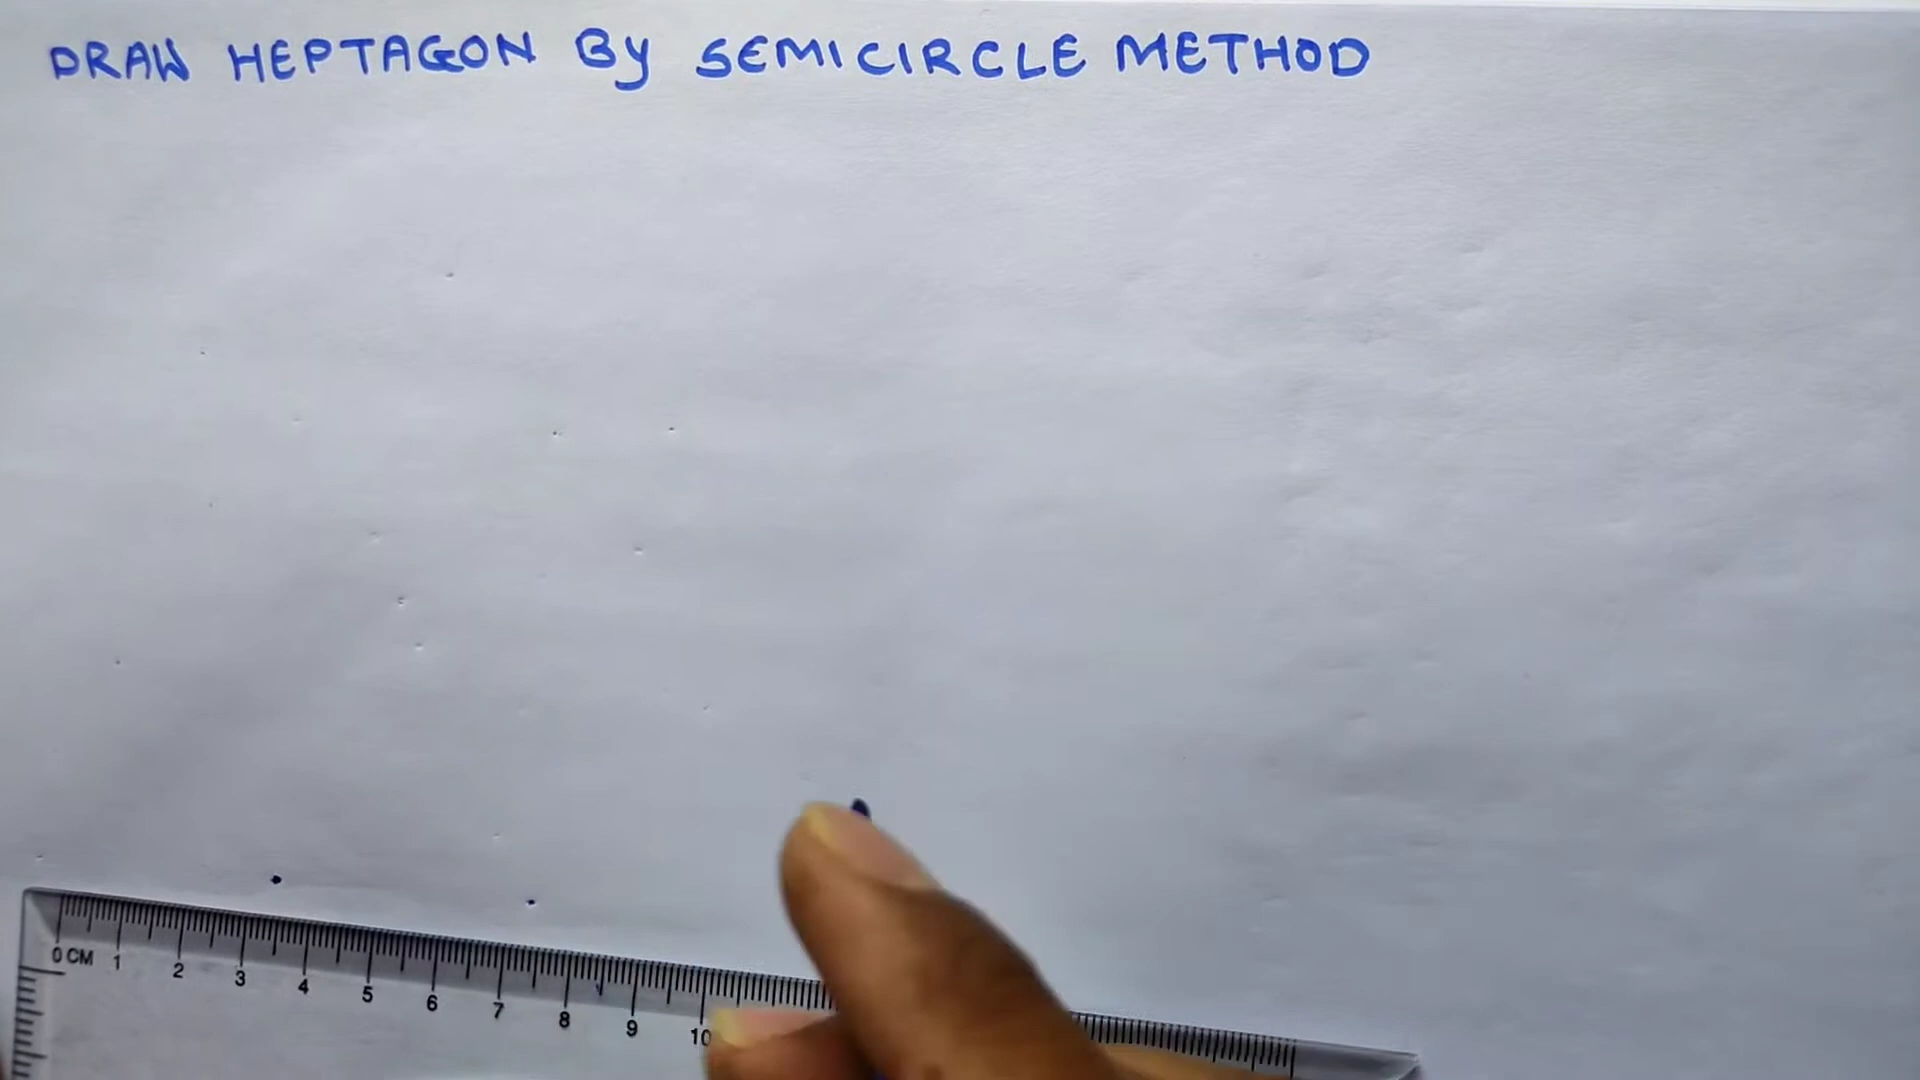 DRAW HEPTAGON By SEMICIRCLE METHOD
0 CM 1 2 3 4 5 6 7 8 9 10